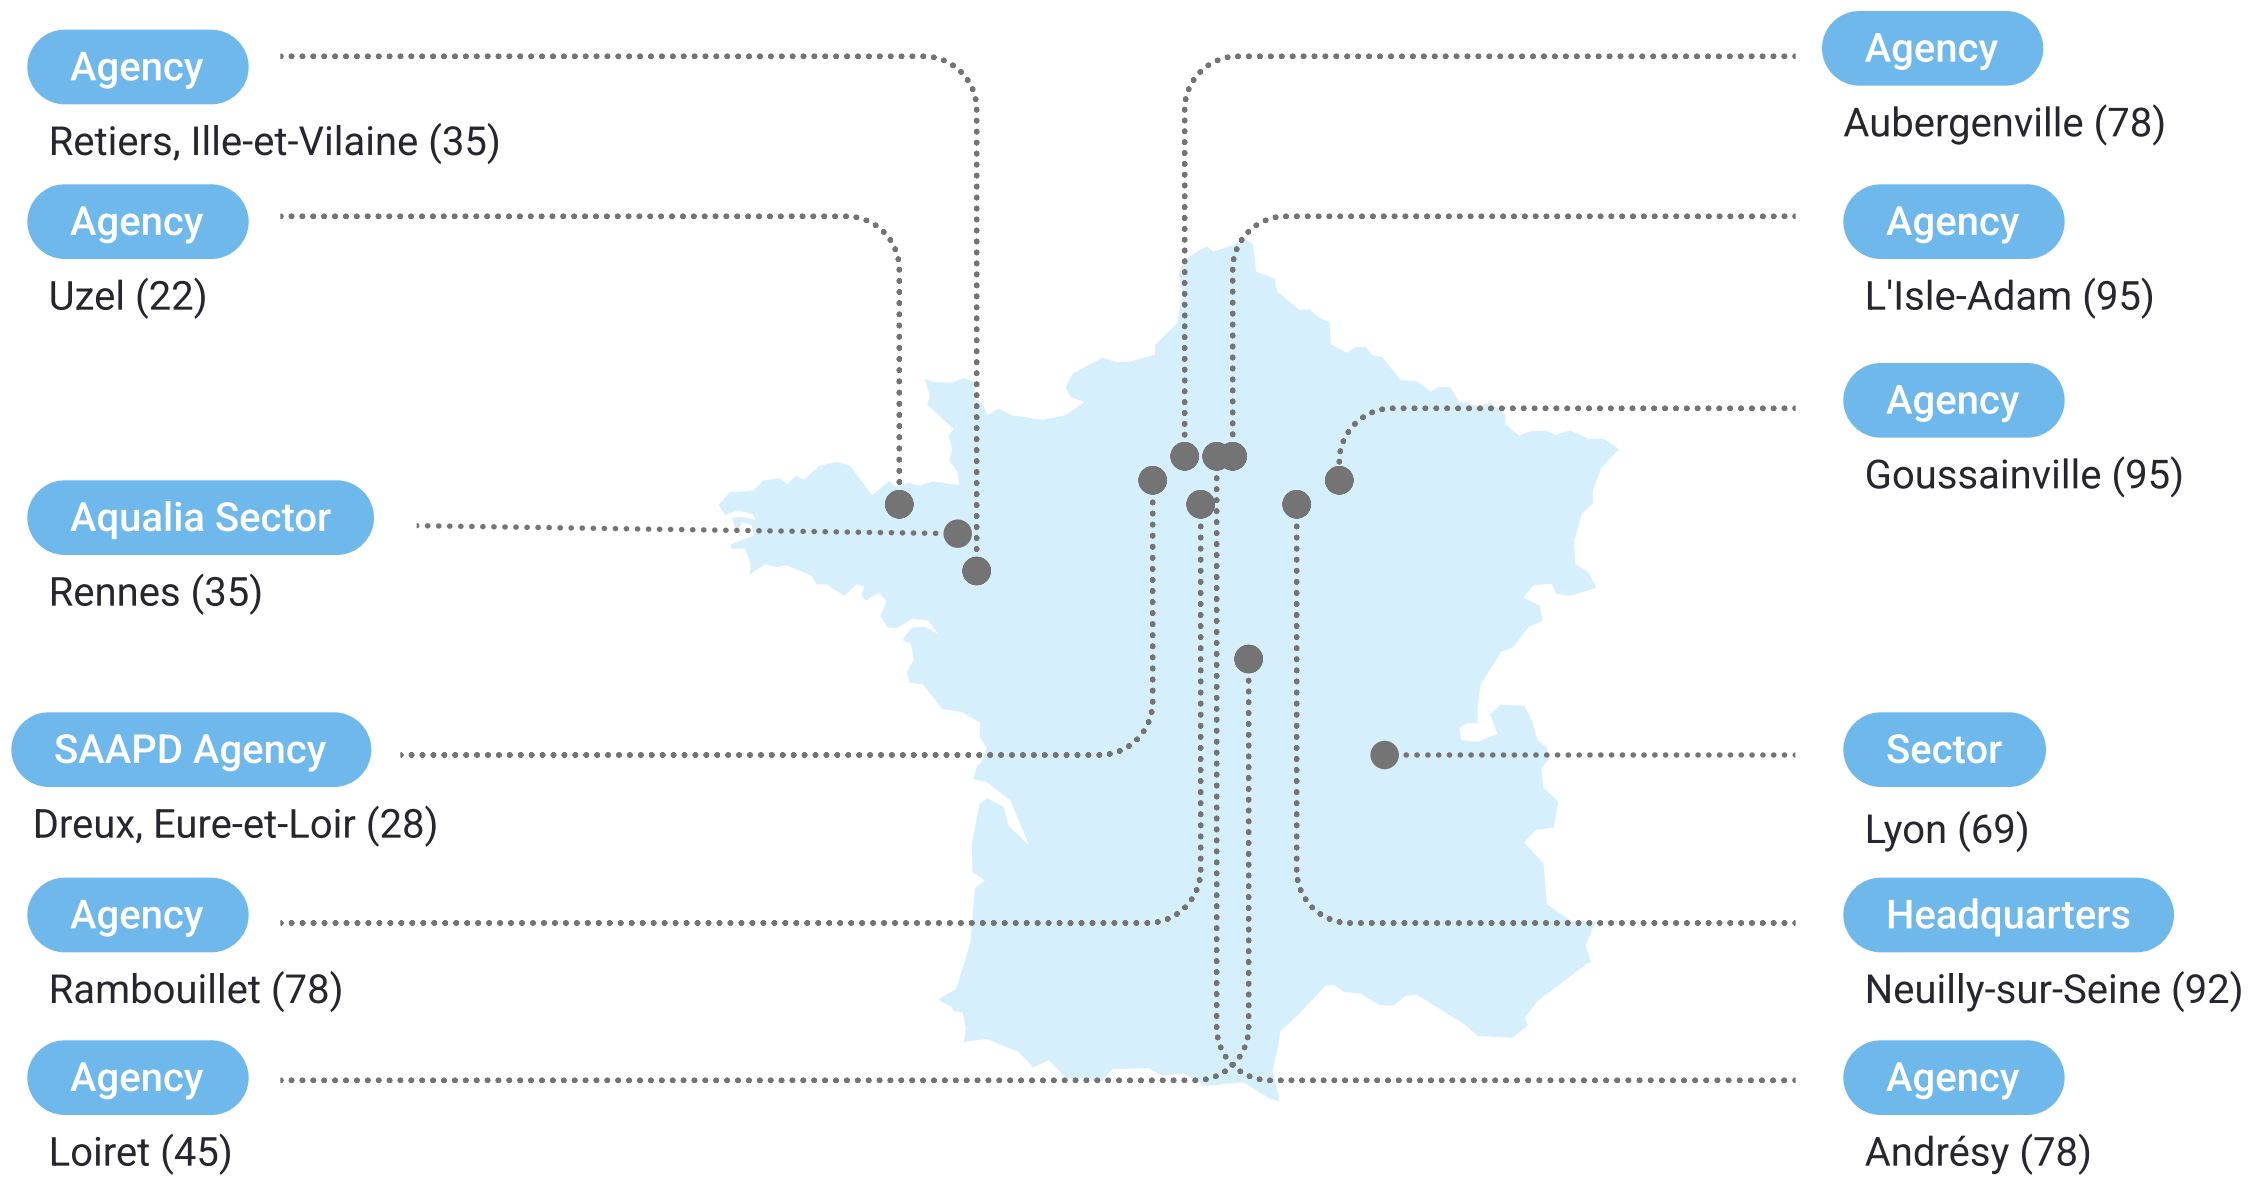 Agency
Retiers, Ille-et-Vilaine (35)
Agency
Uzel (22)
Aqualia Sector
Rennes (35)
SAAPD Agency
Dreux, Eure-et-Loir (28)
Agency
Rambouillet (78)
Agency
Loiret (45)
Agency
Aubergenville (78)
Agency
L'Isle-Adam (95)
Agency
Goussainville (95)
Sector
Lyon (69)
Headquarters
Neuilly-sur-Seine (92)
Agency
Andrésy (78)